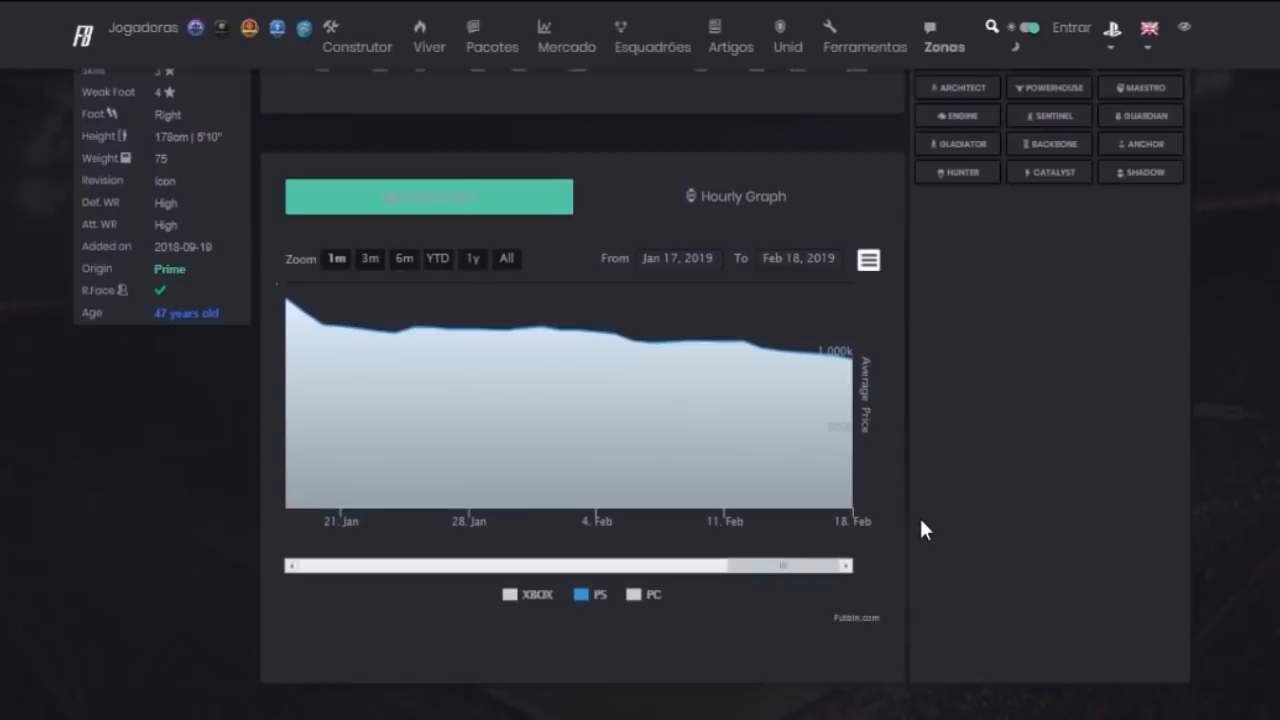 FB
Jogadoras
Construtor
Viver
Pacotes
Mercado
Esquadrões
Artigos
Unid
Ferramentas
Zonas
Entrar
Skills 3
Weak Foot 4
Foot Right
Height 178cm | 5'10"
Weight 75
Revision Icon
Def. WR High
Att. WR High
Added on 2018-09-19
Origin Prime
R.Face
Age 47 years old
Hourly Graph
Zoom 1m 3m 6m YTD 1y All
From Jan 17, 2019 To Feb 18, 2019
1,000k
Average Price
21. Jan 28. Jan 4. Feb 11. Feb 18. Feb
XBOX PS PC
Futbin.com
ARCHITECT POWERHOUSE MAESTRO
ENGINE SENTINEL GUARDIAN
GLADIATOR BACKBONE ANCHOR
HUNTER CATALYST SHADOW